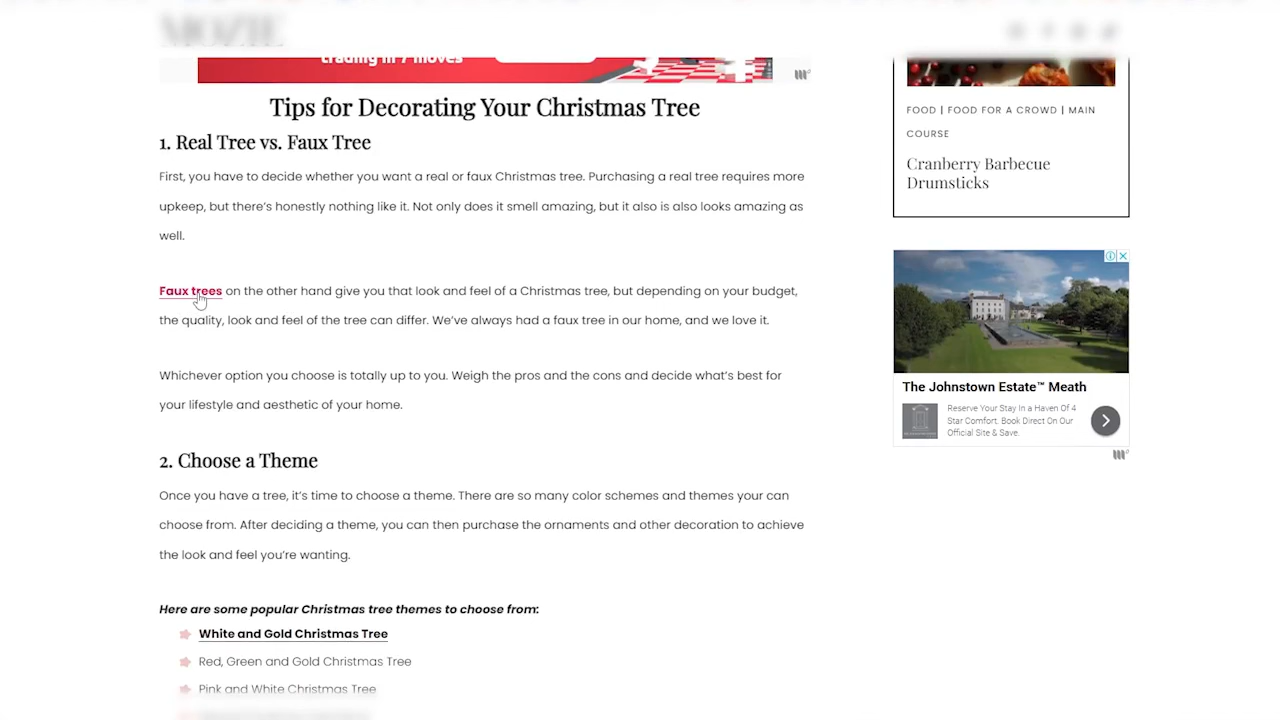 MOZIE
trading in 7 moves
Tips for Decorating Your Christmas Tree
1. Real Tree vs. Faux Tree
First, you have to decide whether you want a real or faux Christmas tree. Purchasing a real tree requires more
upkeep, but there's honestly nothing like it. Not only does it smell amazing, but it also is also looks amazing as
well.
Faux trees on the other hand give you that look and feel of a Christmas tree, but depending on your budget,
the quality, look and feel of the tree can differ. We've always had a faux tree in our home, and we love it.
Whichever option you choose is totally up to you. Weigh the pros and the cons and decide what's best for
your lifestyle and aesthetic of your home.
2. Choose a Theme
Once you have a tree, it's time to choose a theme. There are so many color schemes and themes your can
choose from. After deciding a theme, you can then purchase the ornaments and other decoration to achieve
the look and feel you're wanting.
Here are some popular Christmas tree themes to choose from:
White and Gold Christmas Tree
Red, Green and Gold Christmas Tree
Pink and White Christmas Tree
FOOD | FOOD FOR A CROWD | MAIN
COURSE
Cranberry Barbecue
Drumsticks
The Johnstown Estate™ Meath
Reserve Your Stay In a Haven Of 4
Star Comfort. Book Direct On Our
Official Site & Save.